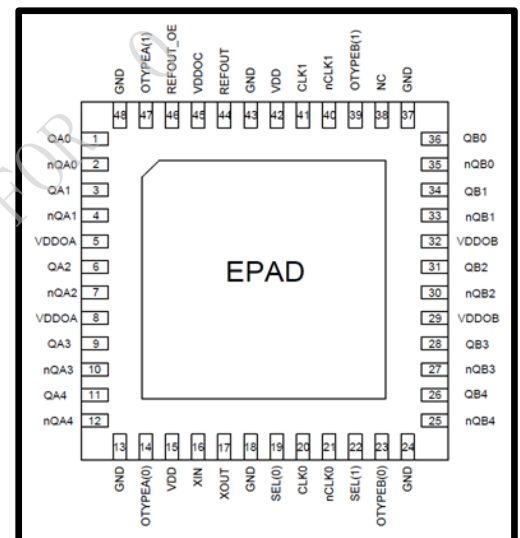 GND OTYPEA(1) REFOUT_OE VDDOC REFOUT GND VDD CLK1 nCLK1 OTYPEB(1) NC GND
48 47 46 45 44 43 42 41 40 39 38 37
QA0 1 36 QB0
nQA0 2 35 nQB0
QA1 3 34 QB1
nQA1 4 33 nQB1
VDDOA 5 32 VDDOB
QA2 6 31 QB2
EPAD
nQA2 7 30 nQB2
VDDOA 8 29 VDDOB
QA3 9 28 QB3
nQA3 10 27 nQB3
QA4 11 26 QB4
nQA4 12 25 nQB4
13 14 15 16 17 18 19 20 21 22 23 24
GND OTYPEA(0) VDD XIN XOUT GND SEL(0) CLK0 nCLK0 SEL(1) OTYPEB(0) GND
FOR